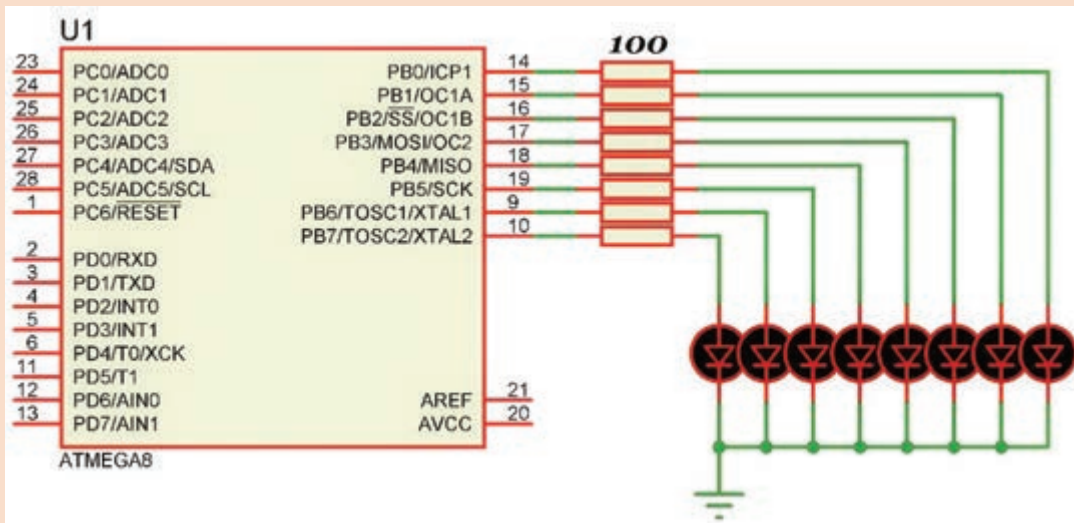 U1
100
23 PC0/ADC0
24 PC1/ADC1
25 PC2/ADC2
26 PC3/ADC3
27 PC4/ADC4/SDA
28 PC5/ADC5/SCL
1 PC6/RESET
2 PD0/RXD
3 PD1/TXD
4 PD2/INT0
5 PD3/INT1
6 PD4/T0/XCK
11 PD5/T1
12 PD6/AIN0
13 PD7/AIN1
PB0/ICP1 14
PB1/OC1A 15
PB2/SS/OC1B 16
PB3/MOSI/OC2 17
PB4/MISO 18
PB5/SCK 19
PB6/TOSC1/XTAL1 9
PB7/TOSC2/XTAL2 10
AREF 21
AVCC 20
ATMEGA8